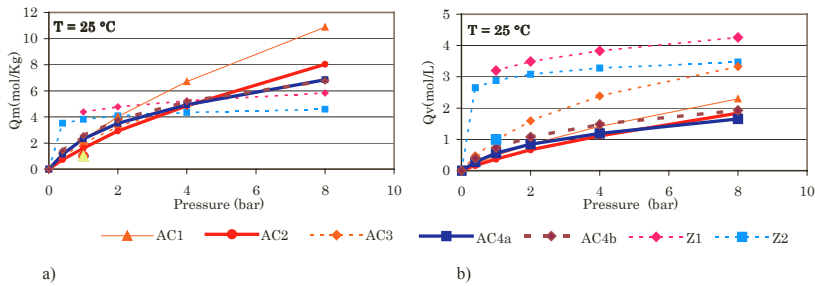 T = 25 °C
Qm(mol/Kg)
12
10
8
6
4
2
0
0 2 4 6 8 10
Pressure (bar)
T = 25 °C
Qv(mol/L)
5
4
3
2
1
0
0 2 4 6 8 10
Pressure (bar)
AC1 AC2 AC3 AC4a AC4b Z1 Z2
a) b)